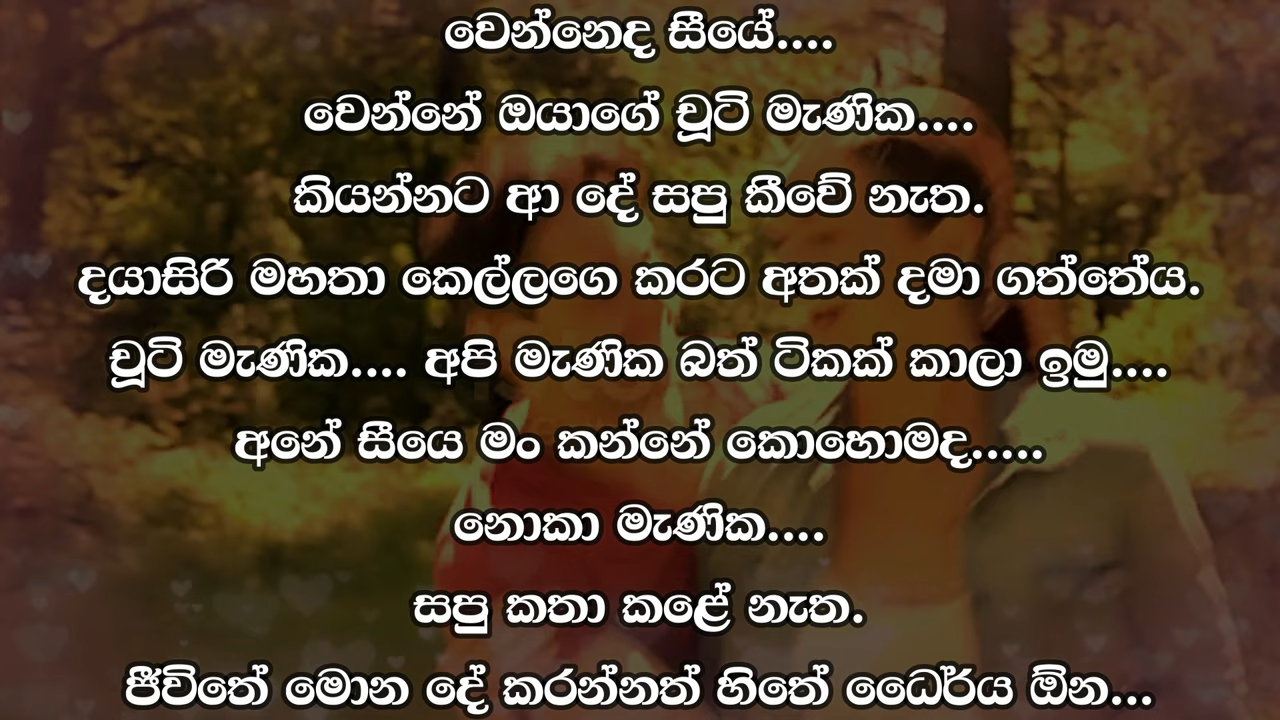 වෙන්නෙද සීයේ....
වෙන්නේ ඔයාගේ චූටි මැණික....
කියන්නට ආ දේ සපු කීවේ නැත.
දයාසිරි මහතා කෙල්ලගෙ කරට අතක් දමා ගත්තේය.
චූටි මැණික.... අපි මැණික බත් ටිකක් කාලා ඉමු....
අනේ සීයෙ මං කන්නේ කොහොමද.....
නොකා මැණික....
සපු කතා කළේ නැත.
ජීවිතේ මොන දේ කරන්නත් හිතේ ධෛර්ය ඕන...